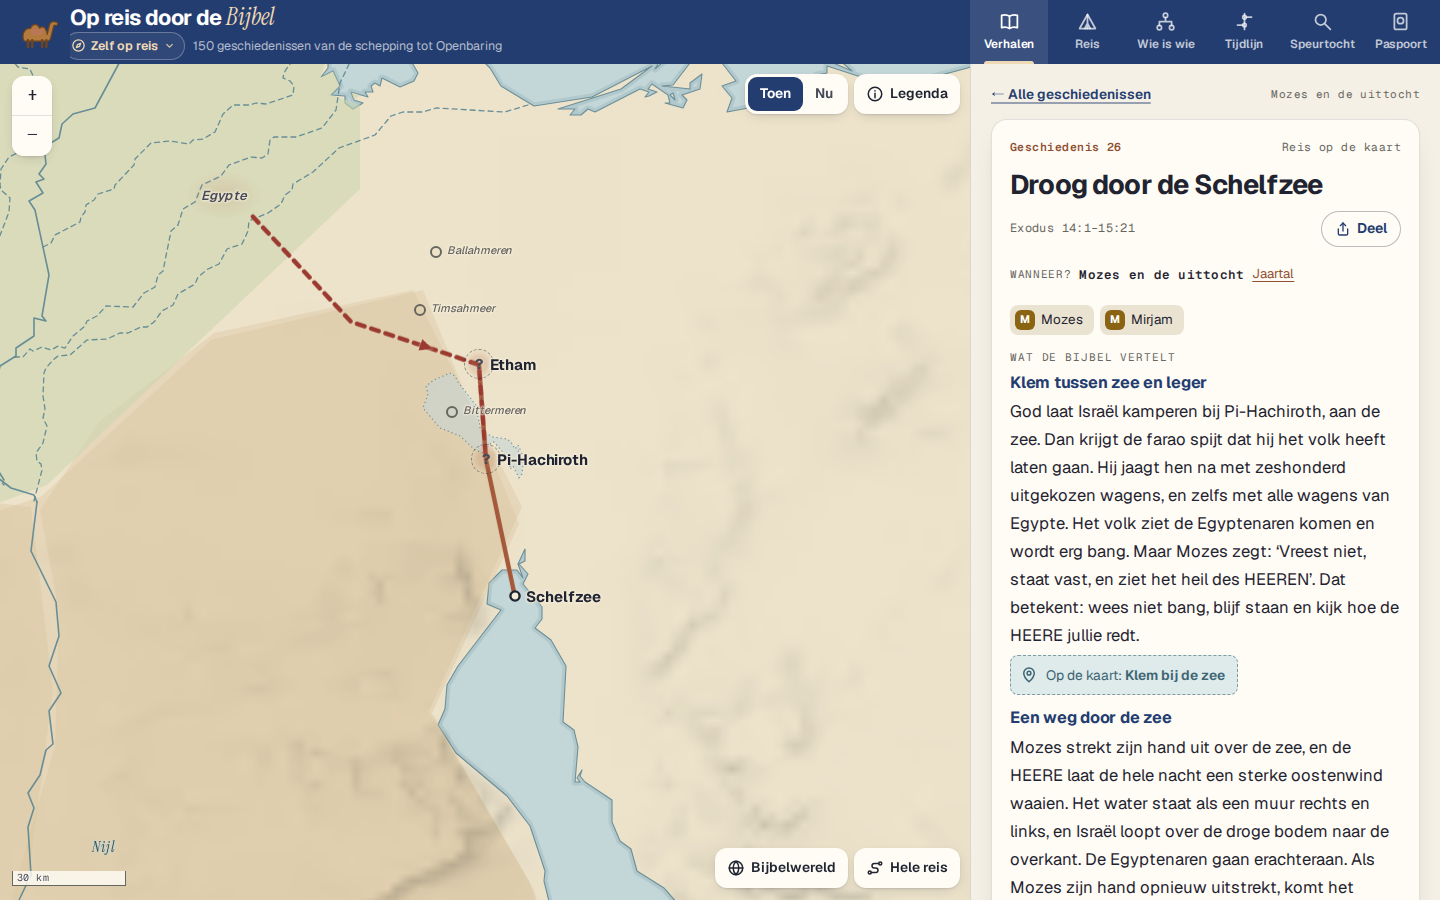 Op reis door de Bijbel
Zelf op reis
150 geschiedenissen van de schepping tot Openbaring
Verhalen
Reis
Wie is wie
Tijdlijn
Speurtocht
Paspoort
+
−
Toen
Nu
Legenda
Egypte
Ballahmeren
Timsahmeer
? Etham
Bittermeren
? Pi-Hachiroth
Schelfzee
Nijl
30 km
Bijbelwereld
Hele reis
← Alle geschiedenissen
Mozes en de uittocht
Geschiedenis 26
Reis op de kaart
Droog door de Schelfzee
Exodus 14:1–15:21
Deel
WANNEER? Mozes en de uittocht Jaartal
M Mozes
M Mirjam
WAT DE BIJBEL VERTELT
Klem tussen zee en leger
God laat Israël kamperen bij Pi-Hachiroth, aan de
zee. Dan krijgt de farao spijt dat hij het volk heeft
laten gaan. Hij jaagt hen na met zeshonderd
uitgekozen wagens, en zelfs met alle wagens van
Egypte. Het volk ziet de Egyptenaren komen en
wordt erg bang. Maar Mozes zegt: ‘Vreest niet,
staat vast, en ziet het heil des HEEREN’. Dat
betekent: wees niet bang, blijf staan en kijk hoe de
HEERE jullie redt.
Op de kaart: Klem bij de zee
Een weg door de zee
Mozes strekt zijn hand uit over de zee, en de
HEERE laat de hele nacht een sterke oostenwind
waaien. Het water staat als een muur rechts en
links, en Israël loopt over de droge bodem naar de
overkant. De Egyptenaren gaan erachteraan. Als
Mozes zijn hand opnieuw uitstrekt, komt het